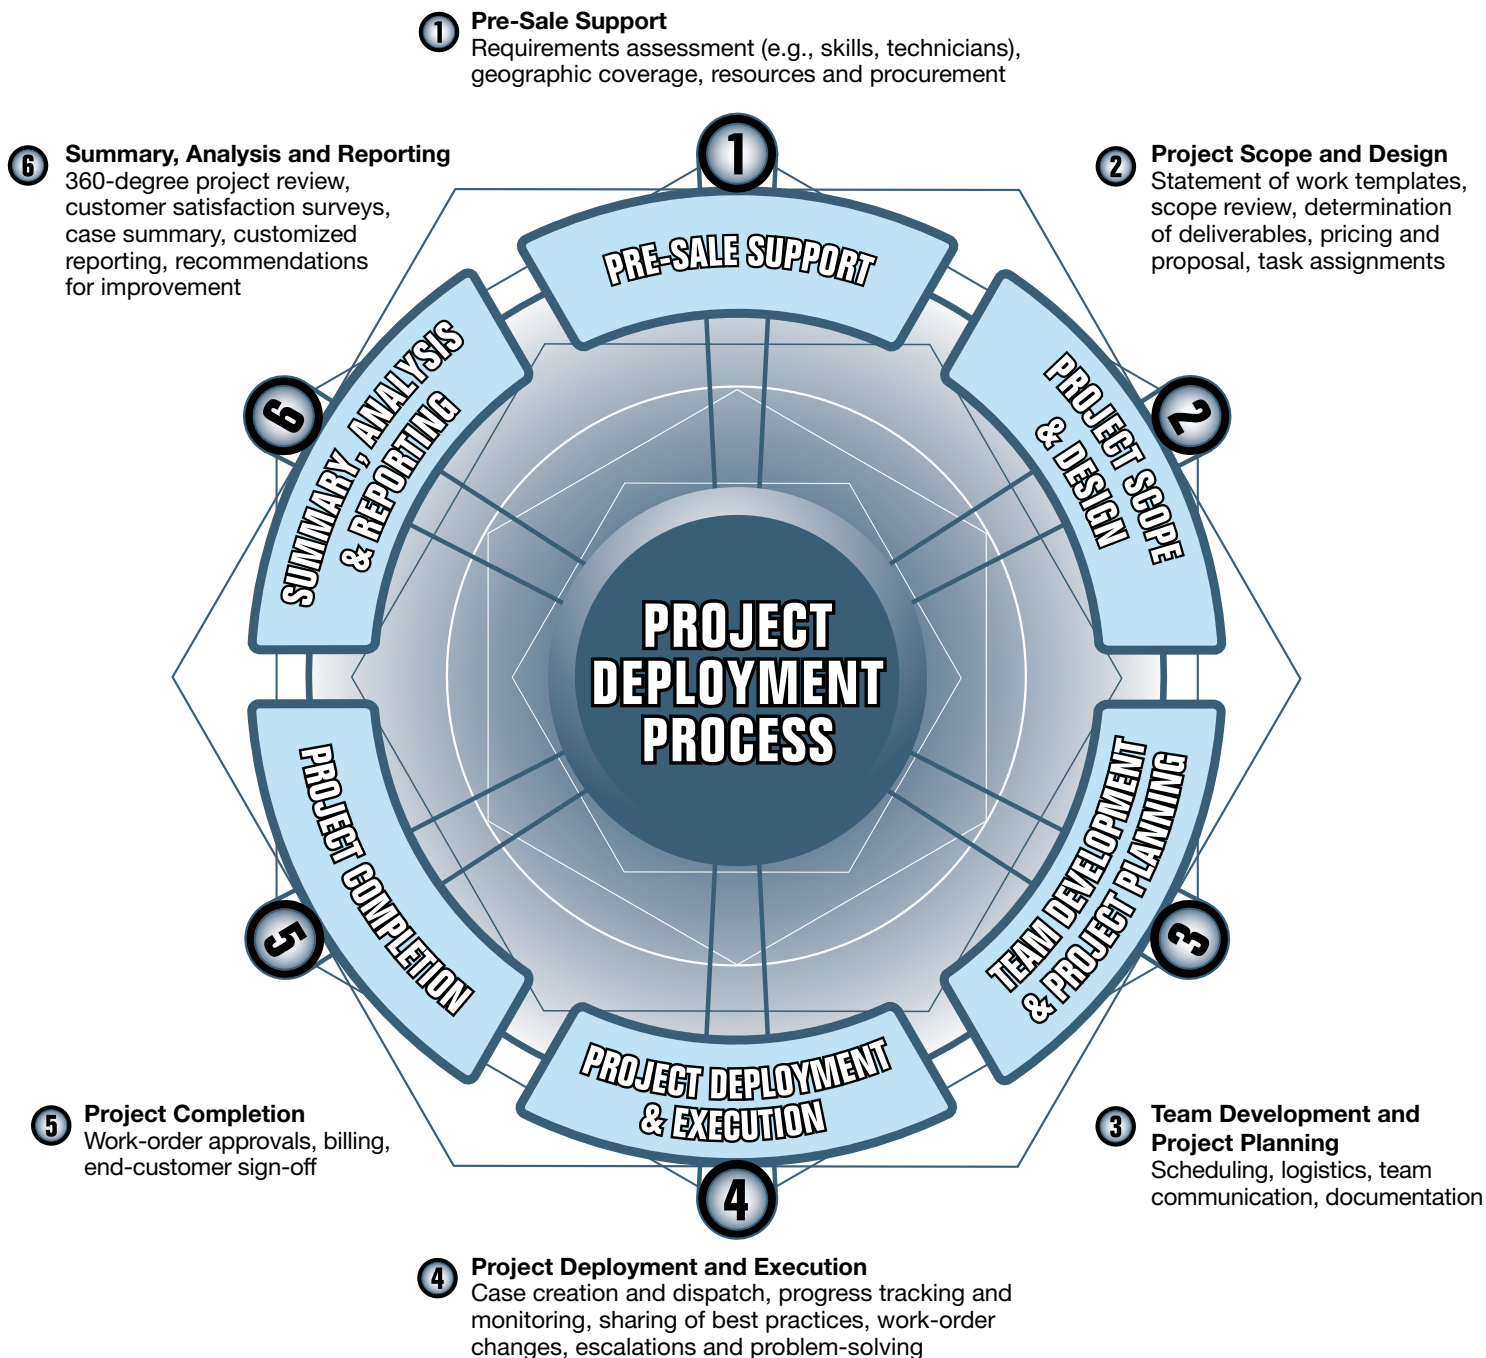 1 Pre-Sale Support
Requirements assessment (e.g., skills, technicians),
geographic coverage, resources and procurement
6 Summary, Analysis and Reporting
360-degree project review,
customer satisfaction surveys,
case summary, customized
reporting, recommendations
for improvement
2 Project Scope and Design
Statement of work templates,
scope review, determination
of deliverables, pricing and
proposal, task assignments
1
PRE-SALE SUPPORT
2
PROJECT SCOPE
& DESIGN
3
TEAM DEVELOPMENT
& PROJECT PLANNING
4
PROJECT DEPLOYMENT
& EXECUTION
5
PROJECT COMPLETION
6
SUMMARY, ANALYSIS
& REPORTING
PROJECT
DEPLOYMENT
PROCESS
5 Project Completion
Work-order approvals, billing,
end-customer sign-off
3 Team Development and
Project Planning
Scheduling, logistics, team
communication, documentation
4 Project Deployment and Execution
Case creation and dispatch, progress tracking and
monitoring, sharing of best practices, work-order
changes, escalations and problem-solving